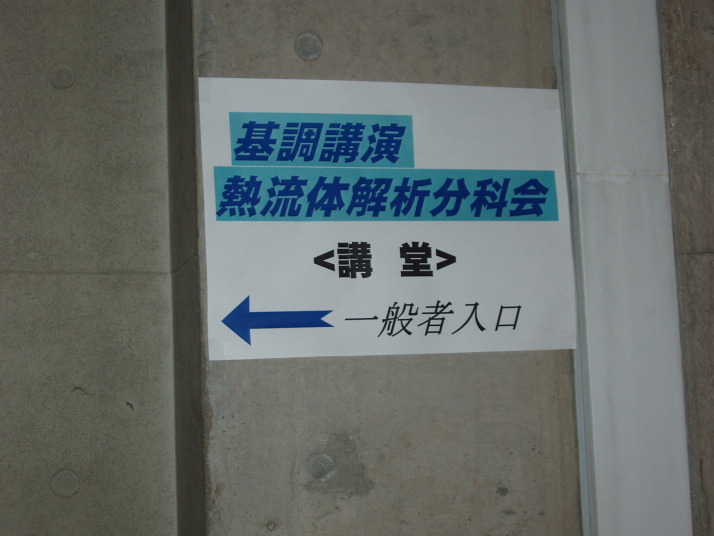 基調講演
熱流体解析分科会
<講 堂>
一般者入口